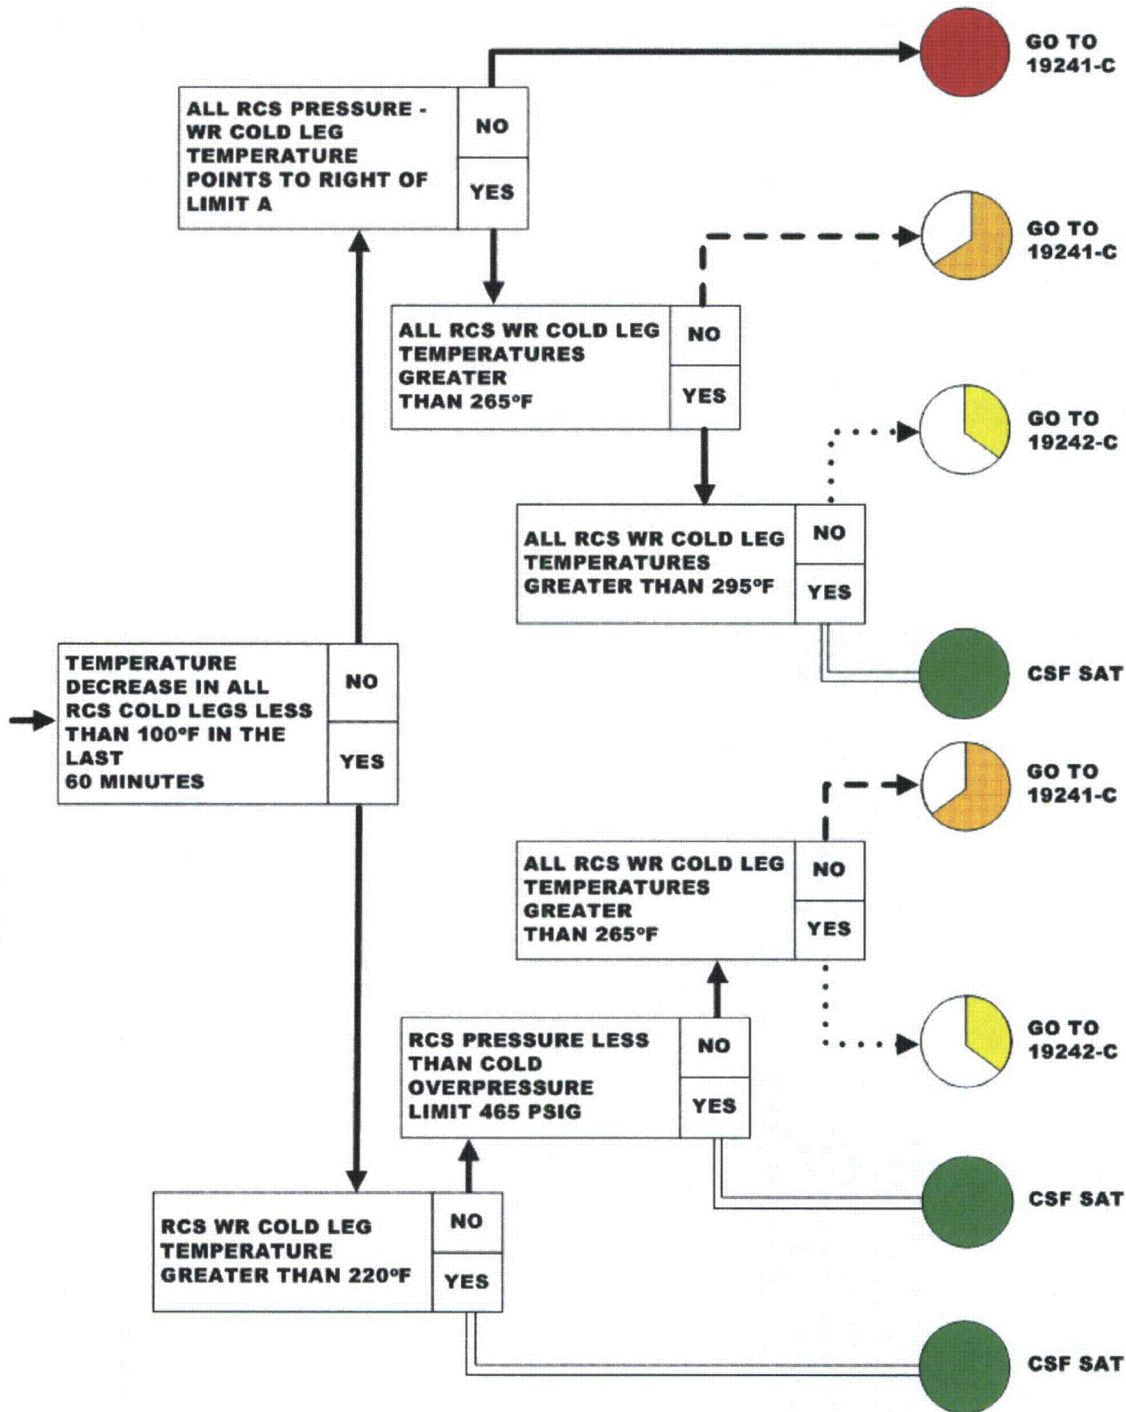 GO TO
19241-C
ALL RCS PRESSURE -
WR COLD LEG
TEMPERATURE
POINTS TO RIGHT OF
LIMIT A
NO
YES
GO TO
19241-C
ALL RCS WR COLD LEG
TEMPERATURES
GREATER
THAN 265ºF
NO
YES
GO TO
19242-C
ALL RCS WR COLD LEG
TEMPERATURES
GREATER THAN 295ºF
NO
YES
CSF SAT
TEMPERATURE
DECREASE IN ALL
RCS COLD LEGS LESS
THAN 100ºF IN THE
LAST
60 MINUTES
NO
YES
GO TO
19241-C
ALL RCS WR COLD LEG
TEMPERATURES
GREATER
THAN 265ºF
NO
YES
GO TO
19242-C
RCS PRESSURE LESS
THAN COLD
OVERPRESSURE
LIMIT 465 PSIG
NO
YES
CSF SAT
RCS WR COLD LEG
TEMPERATURE
GREATER THAN 220ºF
NO
YES
CSF SAT